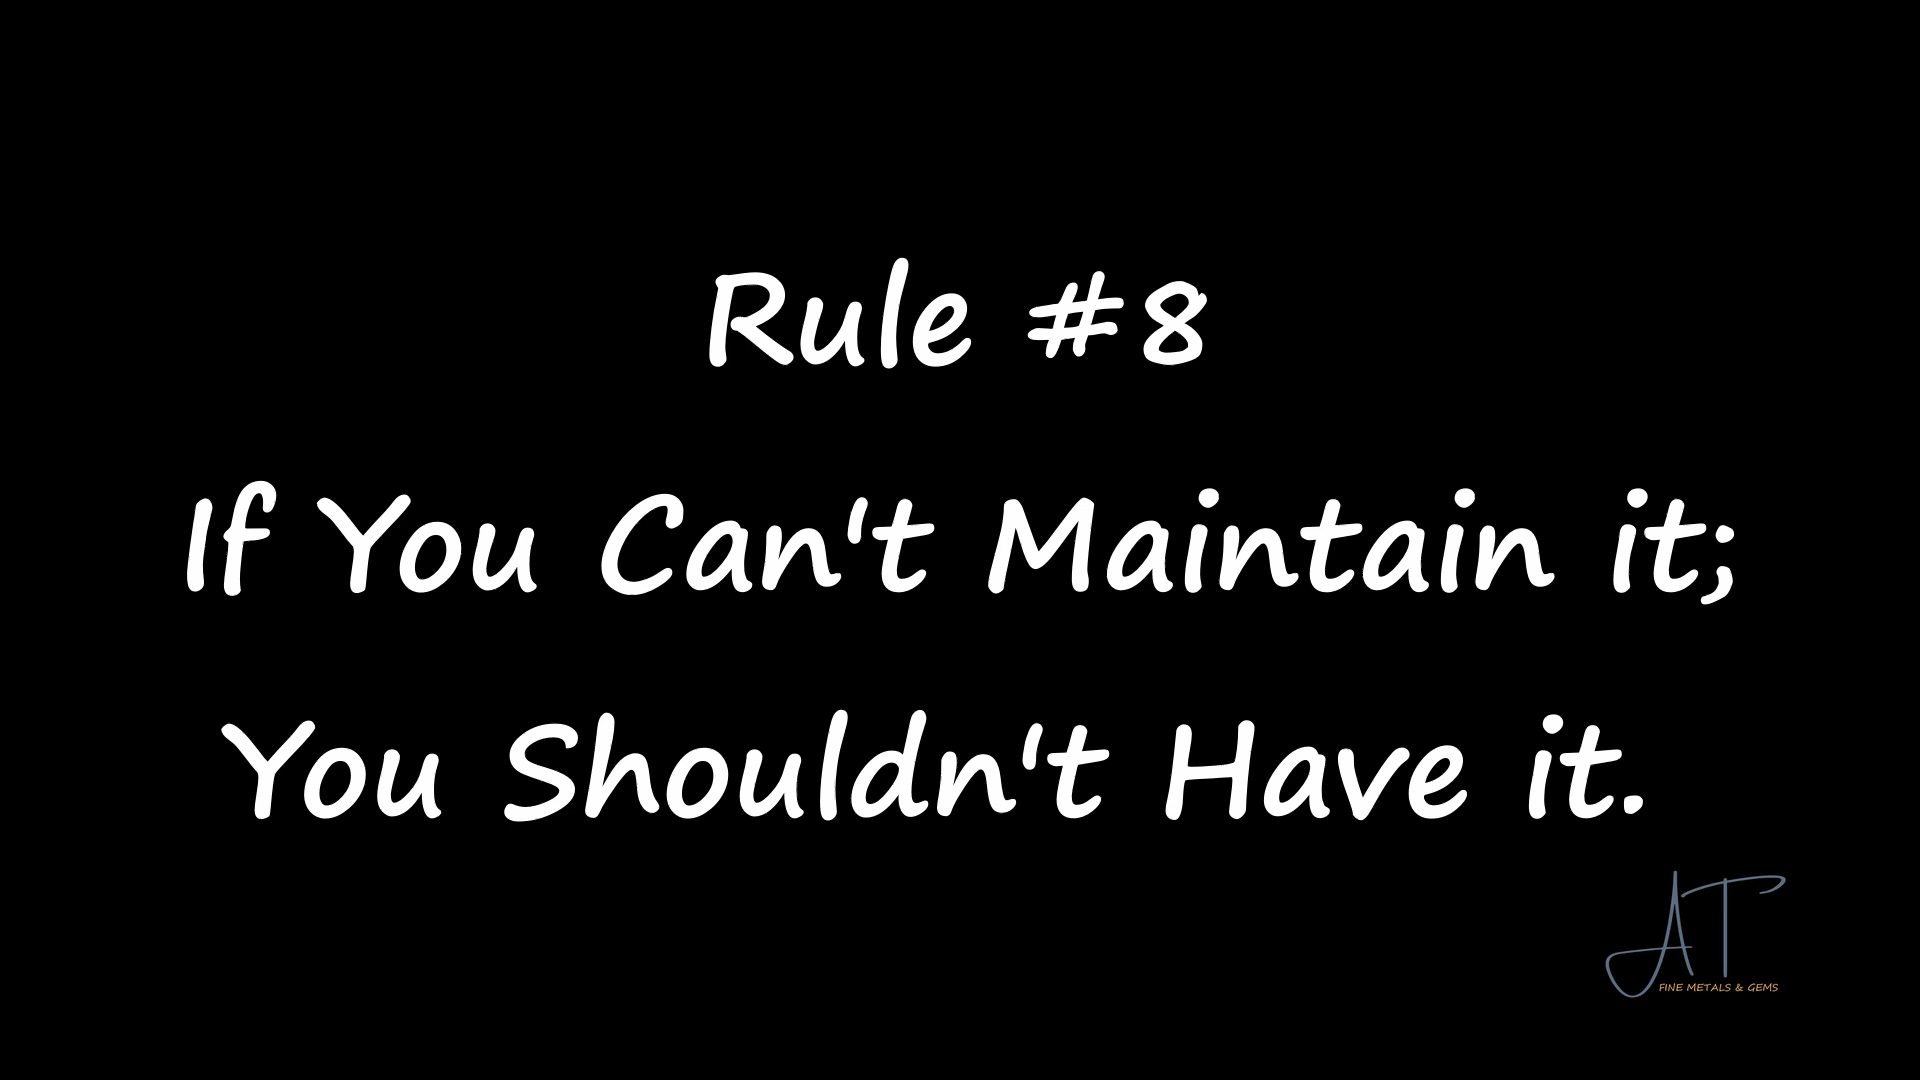 Rule #8
If You Can't Maintain it;
You Shouldn't Have it.
AT
FINE METALS & GEMS